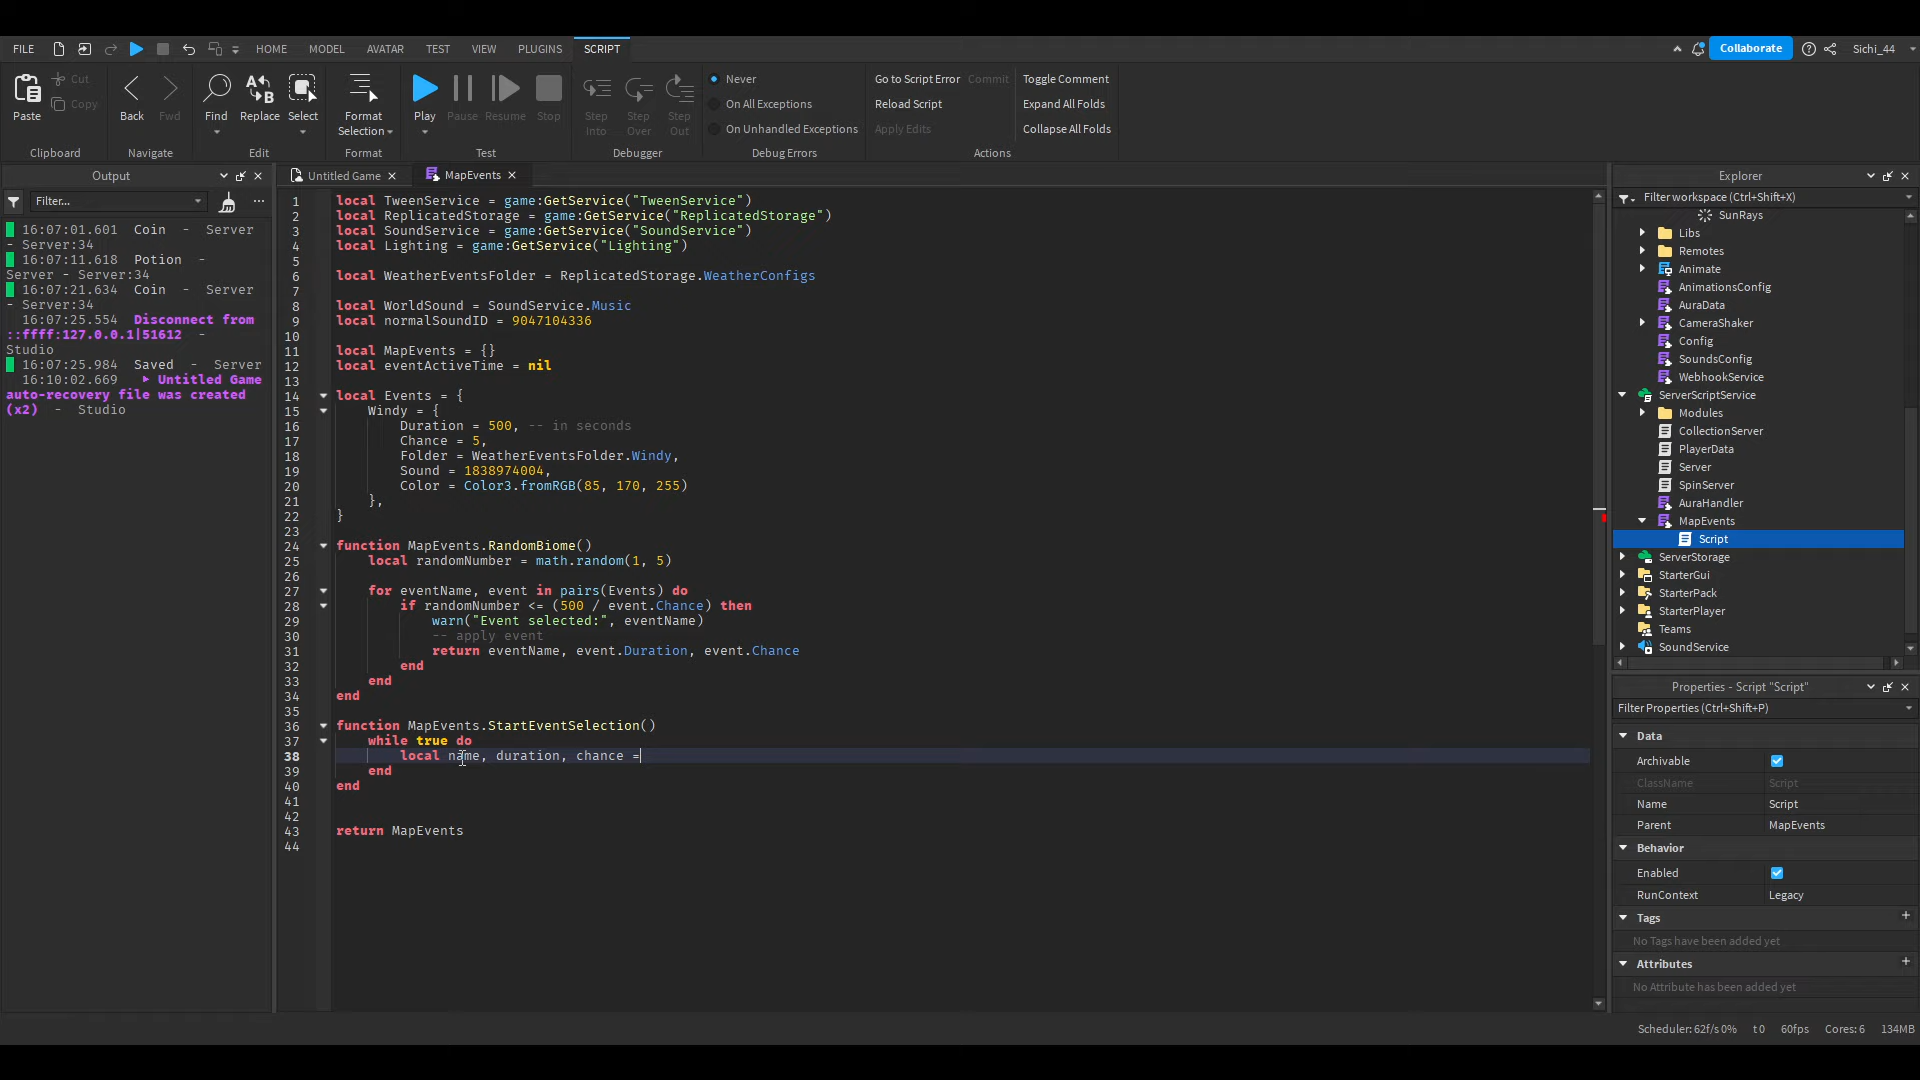 FILE HOME MODEL AVATAR TEST VIEW PLUGINS SCRIPT Collaborate Sichi_44
Paste Cut Copy
Clipboard
Back Fwd
Navigate
Find Replace Select
Edit
Format Selection
Format
Play Pause Resume Stop
Test
Step Into Step Over Step Out
Debugger
Never
On All Exceptions
On Unhandled Exceptions
Debug Errors
Go to Script Error Commit
Reload Script
Apply Edits
Toggle Comment
Expand All Folds
Collapse All Folds
Actions
Output
Filter...
16:07:01.601 Coin - Server
- Server:34
16:07:11.618 Potion -
Server - Server:34
16:07:21.634 Coin - Server
- Server:34
16:07:25.554 Disconnect from
::ffff:127.0.0.1|51612 -
Studio
16:07:25.984 Saved - Server
16:10:02.669 Untitled Game
auto-recovery file was created
(x2) - Studio
Untitled Game MapEvents
1 local TweenService = game:GetService("TweenService")
2 local ReplicatedStorage = game:GetService("ReplicatedStorage")
3 local SoundService = game:GetService("SoundService")
4 local Lighting = game:GetService("Lighting")
5
6 local WeatherEventsFolder = ReplicatedStorage.WeatherConfigs
7
8 local WorldSound = SoundService.Music
9 local normalSoundID = 9047104336
10
11 local MapEvents = {}
12 local eventActiveTime = nil
13
14 local Events = {
15 Windy = {
16 Duration = 500, -- in seconds
17 Chance = 5,
18 Folder = WeatherEventsFolder.Windy,
19 Sound = 1838974004,
20 Color = Color3.fromRGB(85, 170, 255)
21 },
22 }
23
24 function MapEvents.RandomBiome()
25 local randomNumber = math.random(1, 5)
26
27 for eventName, event in pairs(Events) do
28 if randomNumber <= (500 / event.Chance) then
29 warn("Event selected:", eventName)
30 -- apply event
31 return eventName, event.Duration, event.Chance
32 end
33 end
34 end
35
36 function MapEvents.StartEventSelection()
37 while true do
38 local name, duration, chance =
39 end
40 end
41
42
43 return MapEvents
44
Explorer
Filter workspace (Ctrl+Shift+X)
SunRays
Libs
Remotes
Animate
AnimationsConfig
AuraData
CameraShaker
Config
SoundsConfig
WebhookService
ServerScriptService
Modules
CollectionServer
PlayerData
Server
SpinServer
AuraHandler
MapEvents
Script
ServerStorage
StarterGui
StarterPack
StarterPlayer
Teams
SoundService
Properties - Script "Script"
Filter Properties (Ctrl+Shift+P)
Data
Archivable
ClassName Script
Name Script
Parent MapEvents
Behavior
Enabled
RunContext Legacy
Tags
No Tags have been added yet
Attributes
No Attribute has been added yet
Scheduler: 62f/s 0% t 0 60fps Cores: 6 134MB